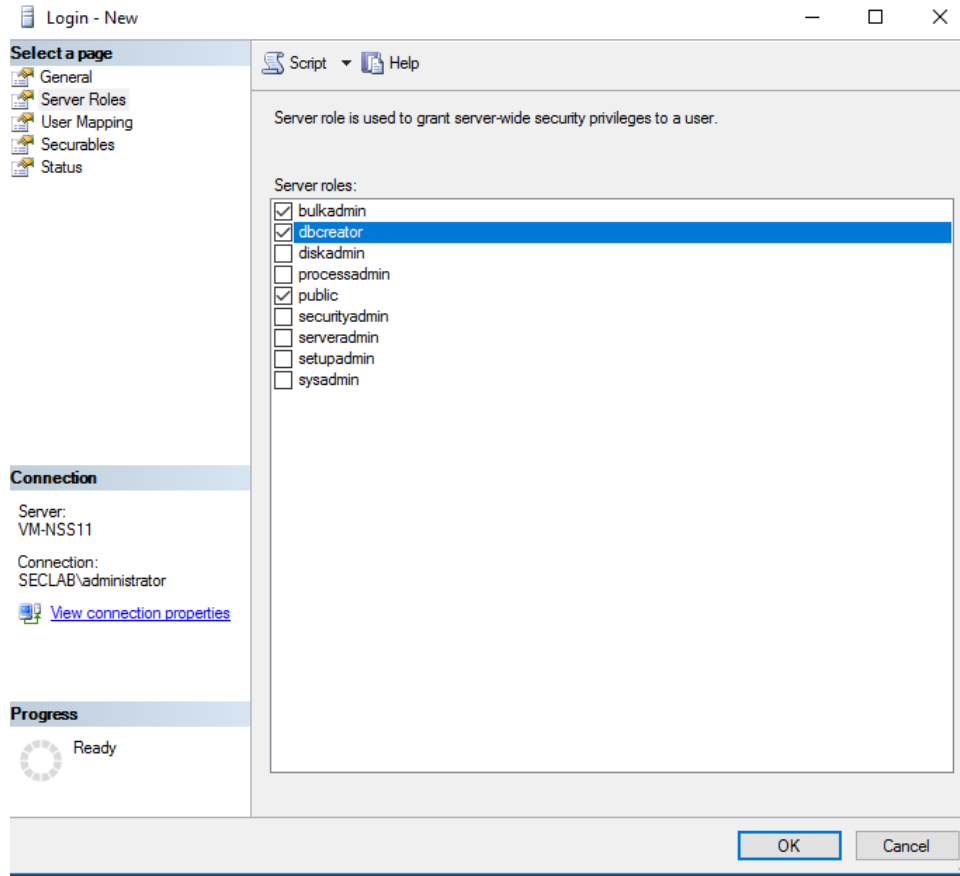 Login - New
Select a page
General
Server Roles
User Mapping
Securables
Status
Script
Help
Server role is used to grant server-wide security privileges to a user.
Server roles:
bulkadmin
dbcreator
diskadmin
processadmin
public
securityadmin
serveradmin
setupadmin
sysadmin
Connection
Server:
VM-NSS11
Connection:
SECLAB\administrator
View connection properties
Progress
Ready
OK
Cancel